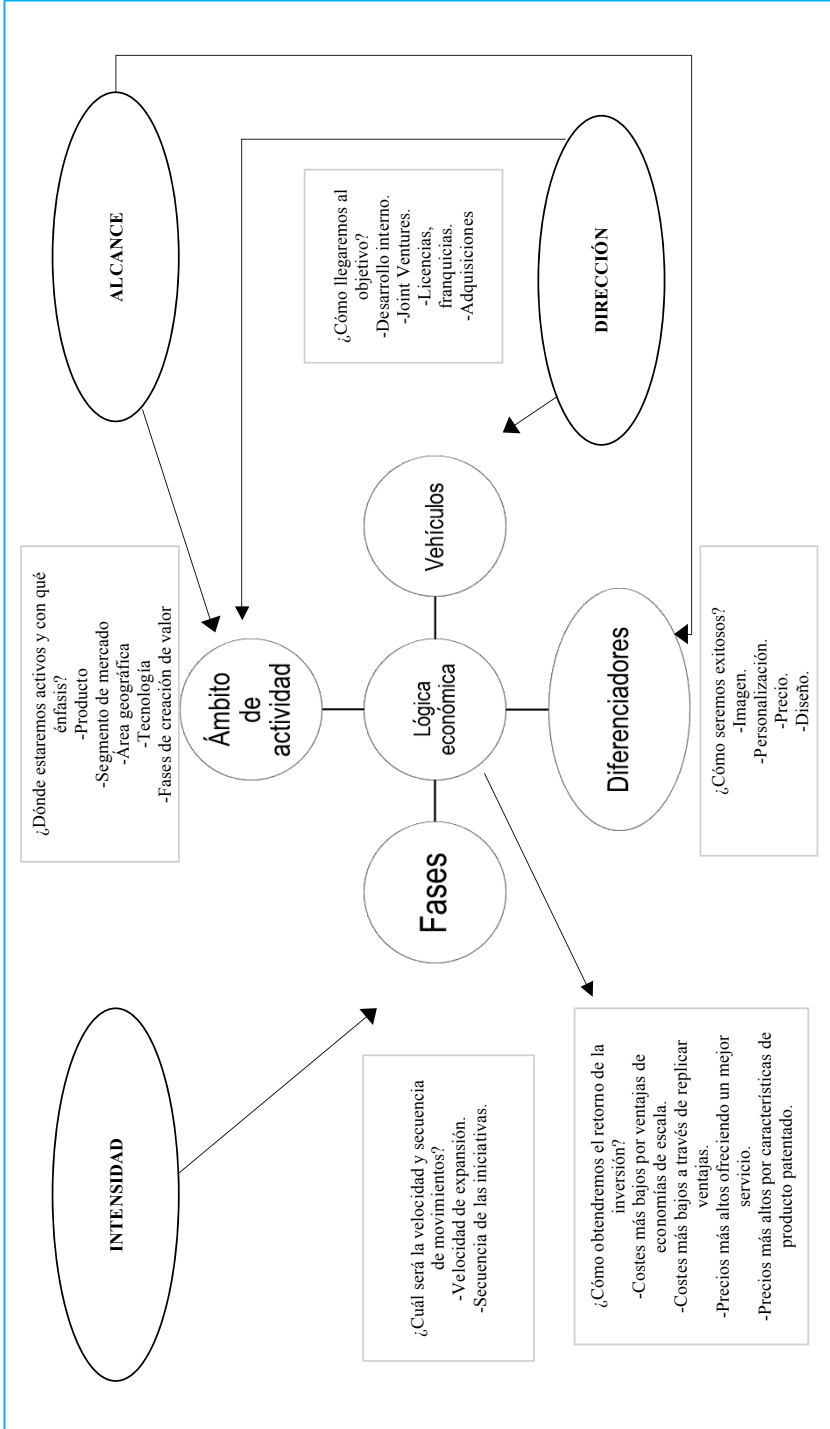 INTENSIDAD
ALCANCE
¿Dónde estaremos activos y con qué
énfasis?
-Producto
-Segmento de mercado
-Área geográfica
-Tecnología
-Fases de creación de valor
Ámbito
de
actividad
Fases
Lógica
económica
Vehículos
Diferenciadores
¿Cómo llegaremos al
objetivo?
-Desarrollo interno.
-Joint Ventures.
-Licencias,
franquicias.
-Adquisiciones
¿Cuál será la velocidad y secuencia
de movimientos?
-Velocidad de expansión.
-Secuencia de las iniciativas.
DIRECCIÓN
¿Cómo obtendremos el retorno de la
inversión?
-Costes más bajos por ventajas de
economías de escala.
-Costes más bajos a través de replicar
ventajas.
-Precios más altos ofreciendo un mejor
servicio.
-Precios más altos por características de
producto patentado.
¿Cómo seremos exitosos?
-Imagen.
-Personalización.
-Precio.
-Diseño.